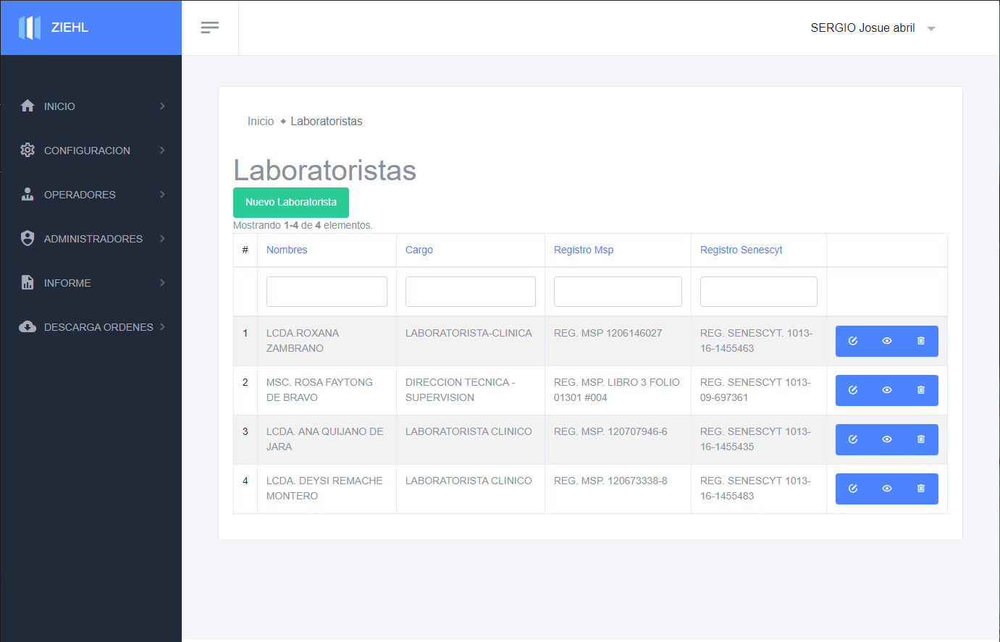 ZIEHL
SERGIO Josue abril
INICIO
CONFIGURACION
OPERADORES
ADMINISTRADORES
INFORME
DESCARGA ORDENES
Inicio ◆ Laboratoristas
Laboratoristas
Nuevo Laboratorista
Mostrando 1-4 de 4 elementos.
# Nombres Cargo Registro Msp Registro Senescyt
1 LCDA.ROXANA LABORATORISTA-CLINICA REG. MSP 1206146027 REG. SENESCYT. 1013-
ZAMBRANO 16-1455463
2 MSC. ROSA FAYTONG DIRECCION TECNICA - REG. MSP. LIBRO 3 FOLIO REG. SENESCYT 1013-
DE BRAVO SUPERVISION 01301 #004 09-697361
3 LCDA. ANA QUIJANO DE LABORATORISTA CLINICO REG. MSP. 120707946-6 REG. SENESCYT 1013-
JARA 16-1455435
4 LCDA. DEYSI REMACHE LABORATORISTA CLINICO REG. MSP. 120673338-8 REG. SENESCYT 1013-
MONTERO 16-1455483